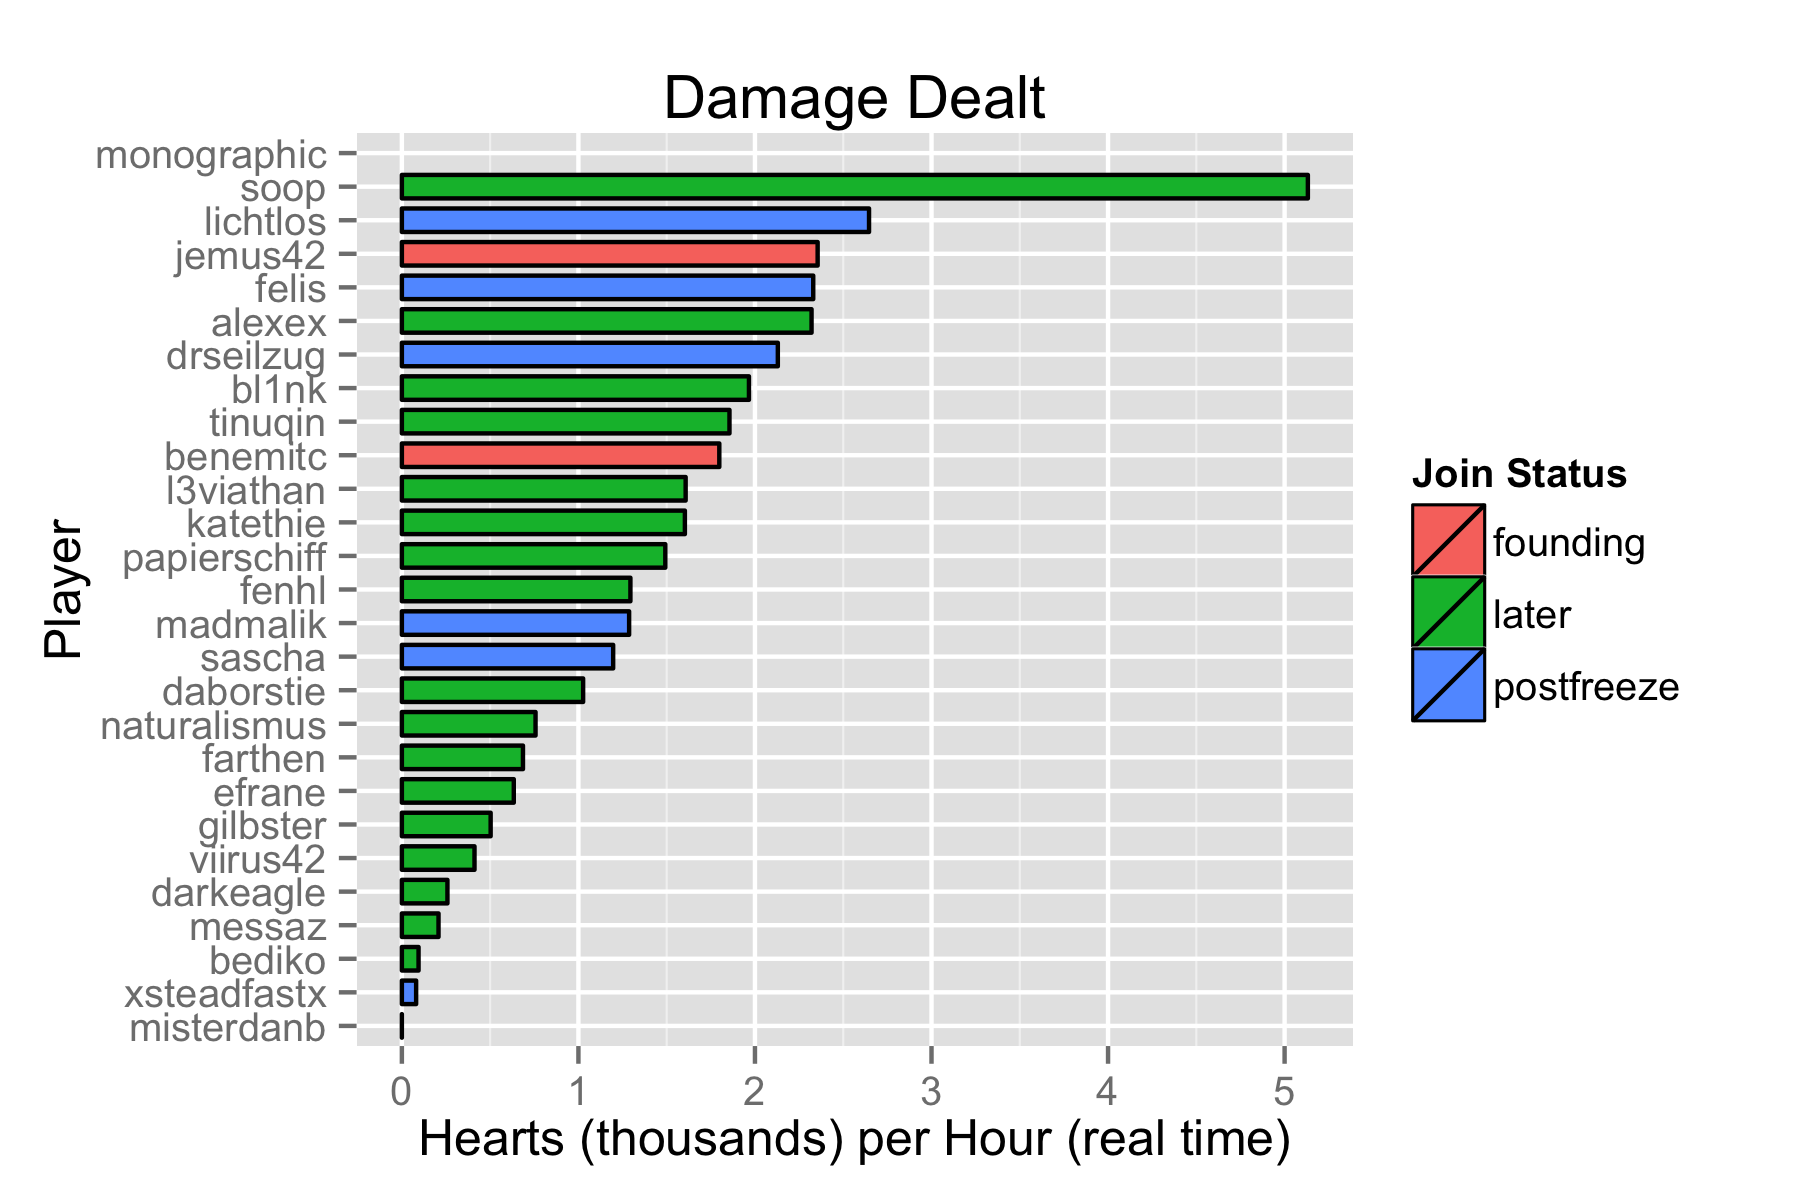 Damage Dealt
monographic
soop
lichtlos
jemus42
felis
alexex
drseilzug
bl1nk
tinuqin
benemitc
l3viathan
katethie
papierschiff
fenhl
madmalik
sascha
daborstie
naturalismus
farthen
efrane
gilbster
viirus42
darkeagle
messaz
bediko
xsteadfastx
misterdanb
Player
0 1 2 3 4 5
Hearts (thousands) per Hour (real time)
Join Status
founding
later
postfreeze